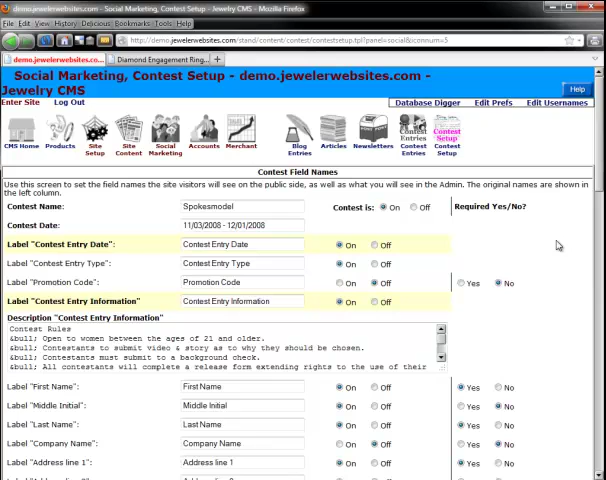 Social Marketing, Contest Setup - demo.jewelerwebsites.com - Jewelry CMS - Mozilla Firefox
File Edit View History Delicious Bookmarks Tools Help
http://demo.jewelerwebsites.com/stand/content/contest/contestsetup.tpl?panel=social&iconnum=5
demo.jewelerwebsites.co... Diamond Engagement Ring...
Social Marketing, Contest Setup - demo.jewelerwebsites.com -
Jewelry CMS
Help
Enter Site Log Out Database Digger Edit Prefs Edit Usernames
CMS Home Products Site Setup Site Content Social Marketing Accounts Merchant Blog Entries Articles Newsletters Contest Entries Contest Setup
Contest Entries Contest Setup
Contest Field Names
Use this screen to set the field names the site visitors will see on the public side, as well as what you will see in the Admin. The original names are shown in
the left column.
Contest Name: Spokesmodel Contest is: On Off Required Yes/No?
Contest Date: 11/03/2008 - 12/01/2008
Label "Contest Entry Date": Contest Entry Date On Off
Label "Contest Entry Type": Contest Entry Type On Off
Label "Promotion Code": Promotion Code On Off Yes No
Label "Contest Entry Information" Contest Entry Information On Off
Description "Contest Entry Information"
Contest Rules
&bull; Open to women between the ages of 21 and older.
&bull; Contestants to submit video & story as to why they should be chosen.
&bull; Contestants must submit to a background check.
&bull; All contestants will complete a release form extending rights to the use of their
Label "First Name": First Name On Off Yes No
Label "Middle Initial": Middle Initial On Off Yes No
Label "Last Name": Last Name On Off Yes No
Label "Company Name": Company Name On Off Yes No
Label "Address line 1": Address line 1 On Off Yes No